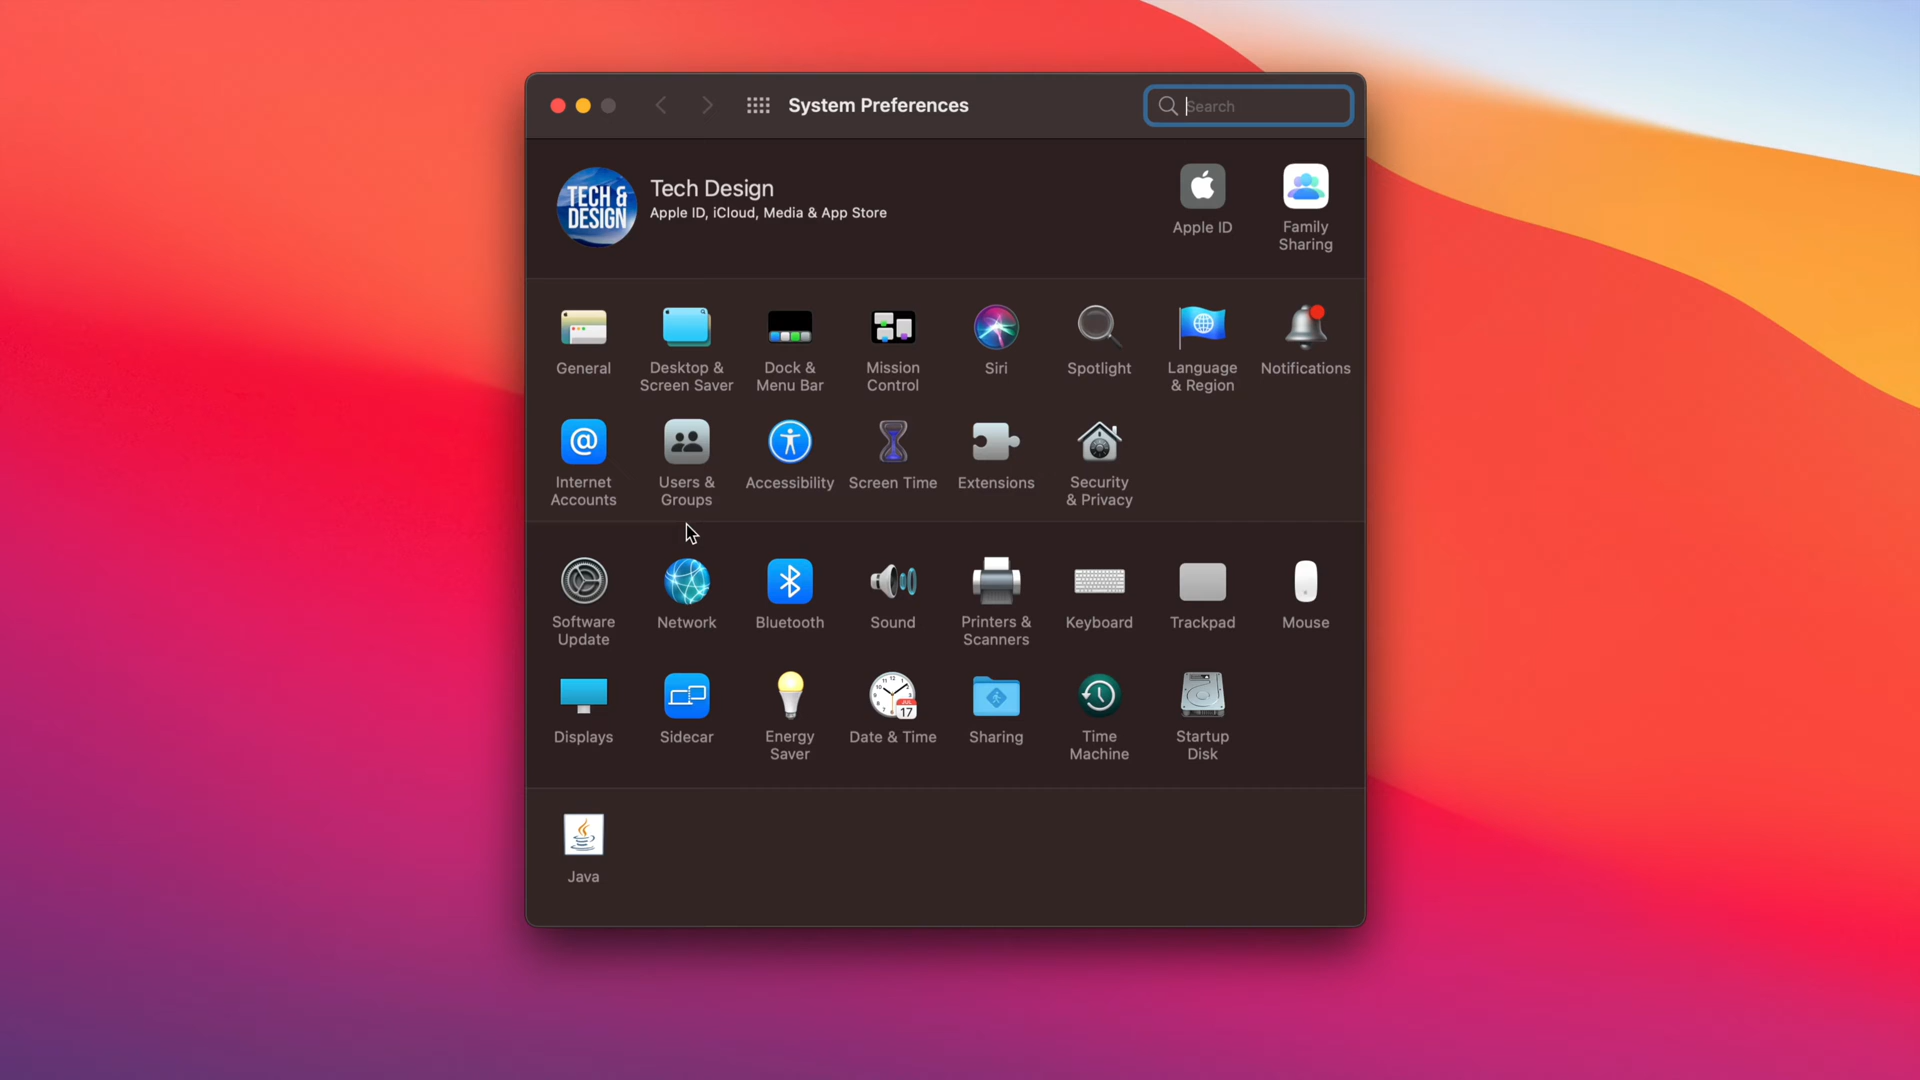 System Preferences
Search
TECH &
DESIGN
Tech Design
Apple ID, iCloud, Media & App Store
Apple ID
Family
Sharing
General
Desktop &
Screen Saver
Dock &
Menu Bar
Mission
Control
Siri
Spotlight
Language
& Region
Notifications
@
Internet
Accounts
Users &
Groups
Accessibility
Screen Time
Extensions
Security
& Privacy
Software
Update
Network
Bluetooth
Sound
Printers &
Scanners
Keyboard
Trackpad
Mouse
Displays
Sidecar
Energy
Saver
JUL
17
Date & Time
Sharing
Time
Machine
Startup
Disk
Java